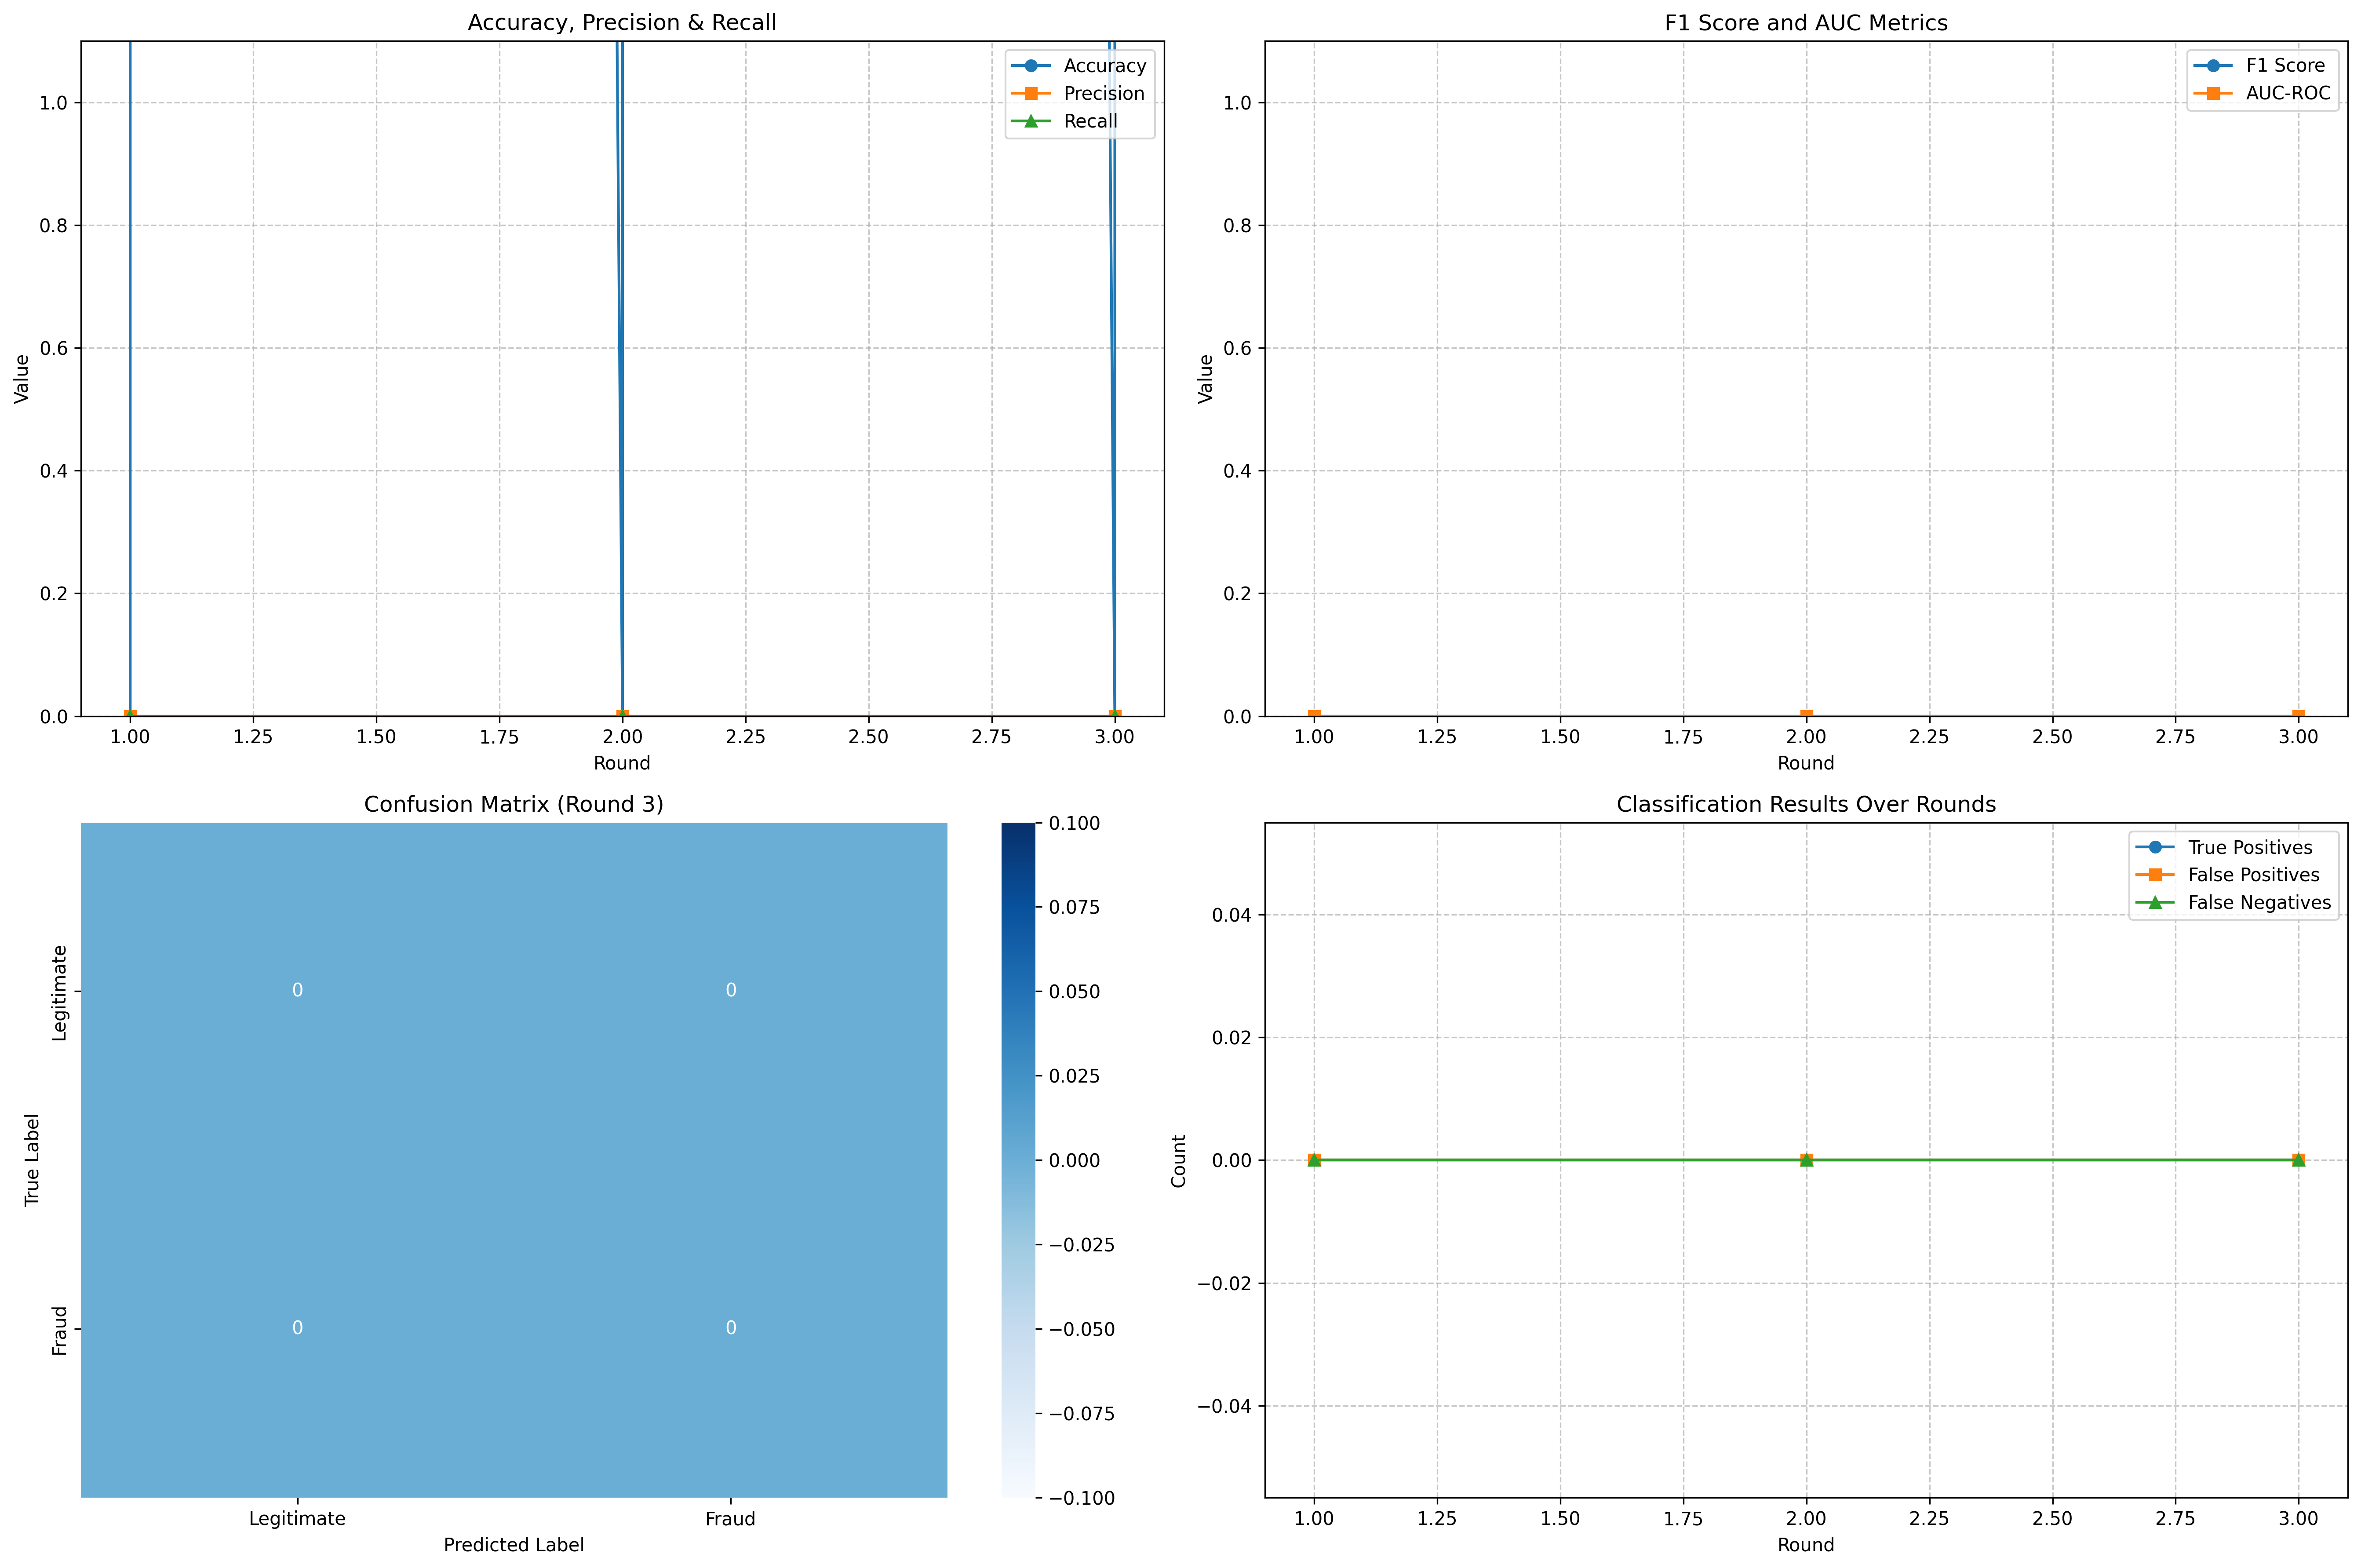 Accuracy, Precision & Recall
Accuracy
Precision
Recall
1.0
0.8
0.6
0.4
0.2
0.0
Value
1.00 1.25 1.50 1.75 2.00 2.25 2.50 2.75 3.00
Round
F1 Score and AUC Metrics
F1 Score
AUC-ROC
1.0
0.8
0.6
0.4
0.2
0.0
Value
1.00 1.25 1.50 1.75 2.00 2.25 2.50 2.75 3.00
Round
Confusion Matrix (Round 3)
True Label
Legitimate
Fraud
0 0
0 0
Legitimate Fraud
Predicted Label
0.100
0.075
0.050
0.025
0.000
−0.025
−0.050
−0.075
−0.100
Classification Results Over Rounds
True Positives
False Positives
False Negatives
0.04
0.02
0.00
−0.02
−0.04
Count
1.00 1.25 1.50 1.75 2.00 2.25 2.50 2.75 3.00
Round